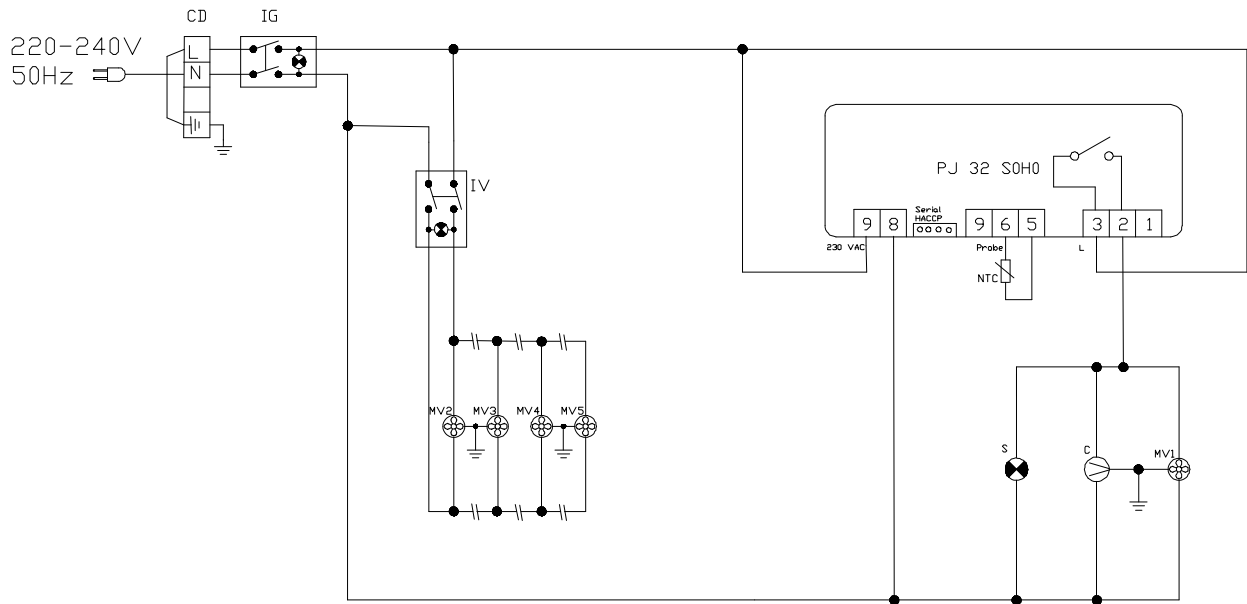 CD IG
220-240V L
50Hz N
PJ 32 S0H0
IV
Serial
HACCP
9 8 9 6 5 3 2 1
230 VAC Probe L
NTC
MV2 MV3 MV4 MV5
S C MV1